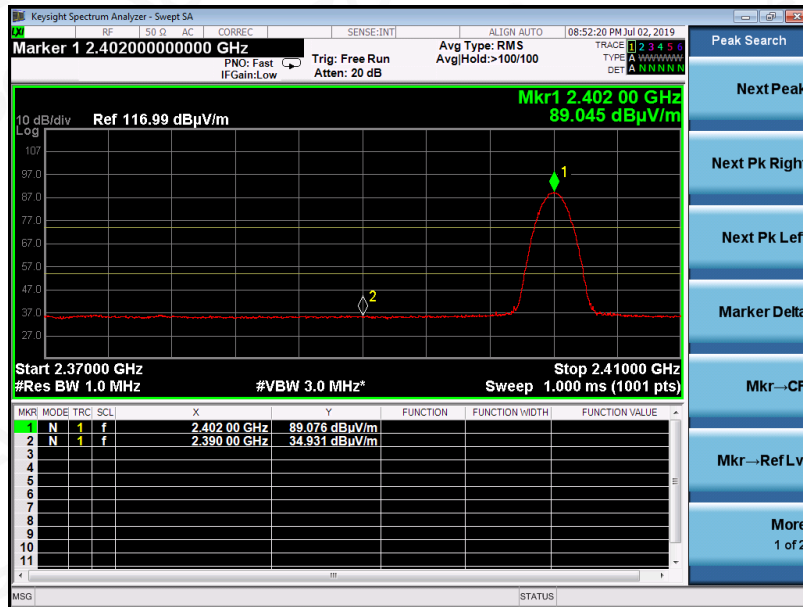 Keysight Spectrum Analyzer - Swept SA
LXI RF 50 Ω AC CORREC SENSE:INT ALIGN AUTO 08:52:20 PM Jul 02, 2019
Marker 1 2.402000000000 GHz
PNO: Fast
IFGain:Low
Trig: Free Run
Atten: 20 dB
Avg Type: RMS
Avg|Hold:>100/100
TRACE 1 2 3 4 5 6
TYPE A WWWWW
DET A N N N N N
Mkr1 2.402 00 GHz
89.045 dBµV/m
10 dB/div Ref 116.99 dBµV/m
Log
107
97.0
87.0
77.0
67.0
57.0
47.0
37.0
27.0
1
2
Start 2.37000 GHz Stop 2.41000 GHz
#Res BW 1.0 MHz #VBW 3.0 MHz* Sweep 1.000 ms (1001 pts)
MKR MODE TRC SCL X Y FUNCTION FUNCTION WIDTH FUNCTION VALUE
1 N 1 f 2.402 00 GHz 89.076 dBµV/m
2 N 1 f 2.390 00 GHz 34.931 dBµV/m
3
4
5
6
7
8
9
10
11
MSG STATUS
Peak Search
Next Peak
Next Pk Right
Next Pk Left
Marker Delta
Mkr→CF
Mkr→Ref Lv
More
1 of 2